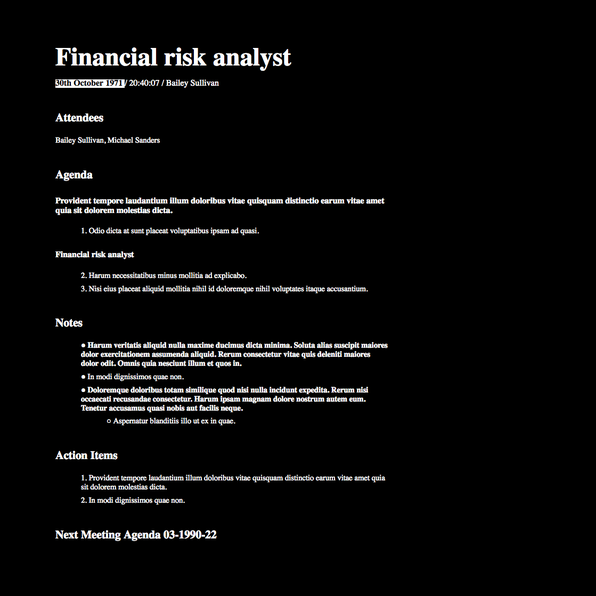 Financial risk analyst
30th October 1971 / 20:40:07 / Bailey Sullivan
Attendees
Bailey Sullivan, Michael Sanders
Agenda
Provident tempore laudantium illum doloribus vitae quisquam distinctio earum vitae amet
quia sit dolorem molestias dicta.
1. Odio dicta at sunt placeat voluptatibus ipsam ad quasi.
Financial risk analyst
2. Harum necessitatibus minus mollitia ad explicabo.
3. Nisi eius placeat aliquid mollitia nihil id doloremque nihil voluptates itaque accusantium.
Notes
● Harum veritatis aliquid nulla maxime ducimus dicta minima. Soluta alias suscipit maiores
dolor exercitationem assumenda aliquid. Rerum consectetur vitae quis deleniti maiores
dolor odit. Omnis quia nesciunt illum et quos in.
● In modi dignissimos quae non.
● Doloremque doloribus totam similique quod nisi nulla incidunt expedita. Rerum nisi
occaecati recusandae consectetur. Harum ipsam magnam dolore nostrum autem eum.
Tenetur accusamus quasi nobis aut facilis neque.
○ Aspernatur blanditiis illo ut ex in quae.
Action Items
1. Provident tempore laudantium illum doloribus vitae quisquam distinctio earum vitae amet quia
sit dolorem molestias dicta.
2. In modi dignissimos quae non.
Next Meeting Agenda 03-1990-22